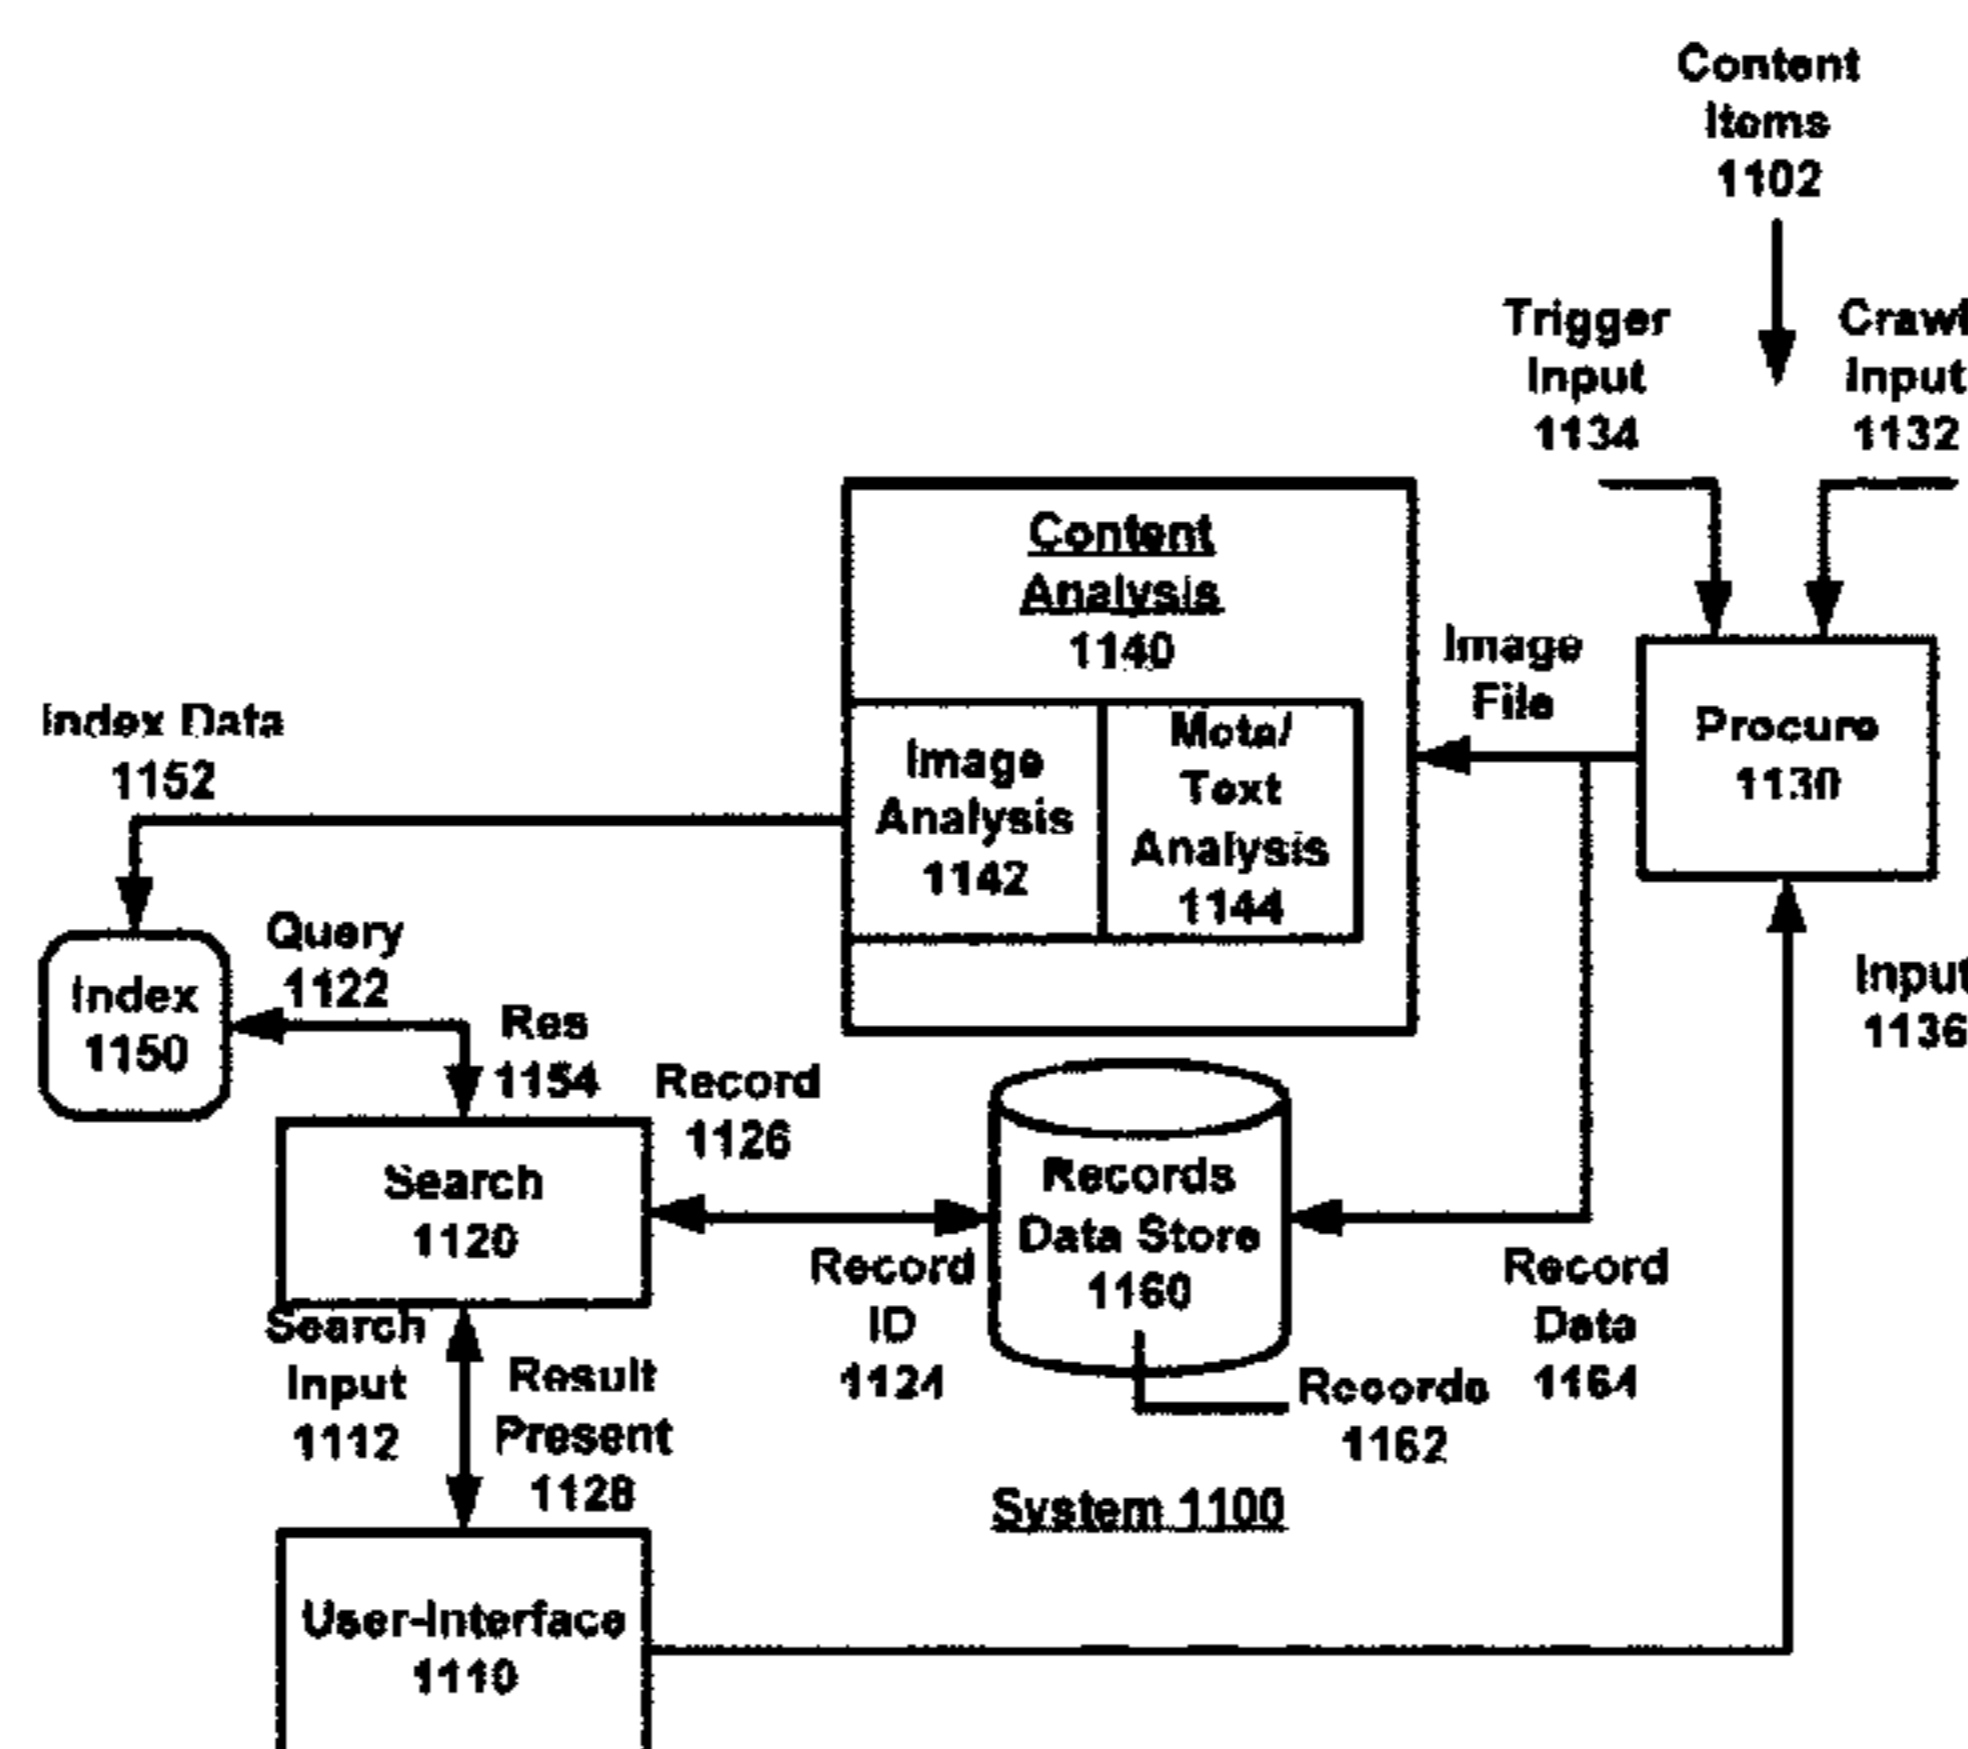 Content
Items
1102
Trigger
Input
1134
Crawl
Input
1132
Content
Analysis
1140
Image
File
Procure
1130
Index Data
1152
Image
Analysis
1142
Meta/
Text
Analysis
1144
Query
1122
Index
1150
Res
1154
Record
1126
Input
1136
Search
1120
Records
Data Store
1160
Search
Input
1112
Result
Present
1128
Record
ID
1124
Records
1162
Record
Data
1164
System 1100
User-Interface
1110